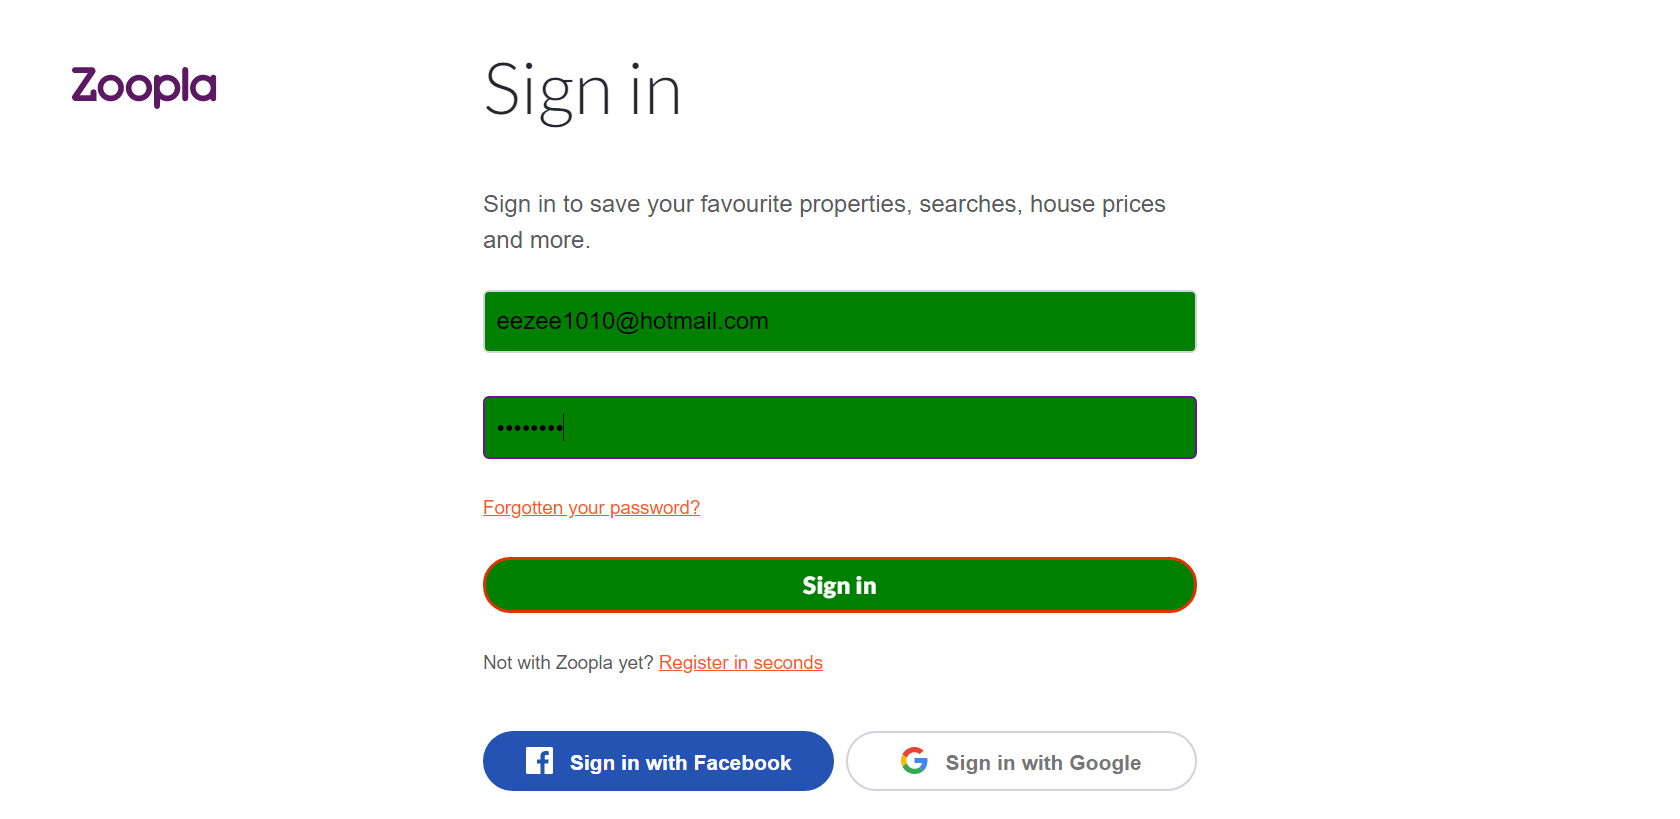 Zoopla
Sign in
Sign in to save your favourite properties, searches, house prices
and more.
eezee1010@hotmail.com
••••••••
Forgotten your password?
Sign in
Not with Zoopla yet? Register in seconds
Sign in with Facebook
Sign in with Google